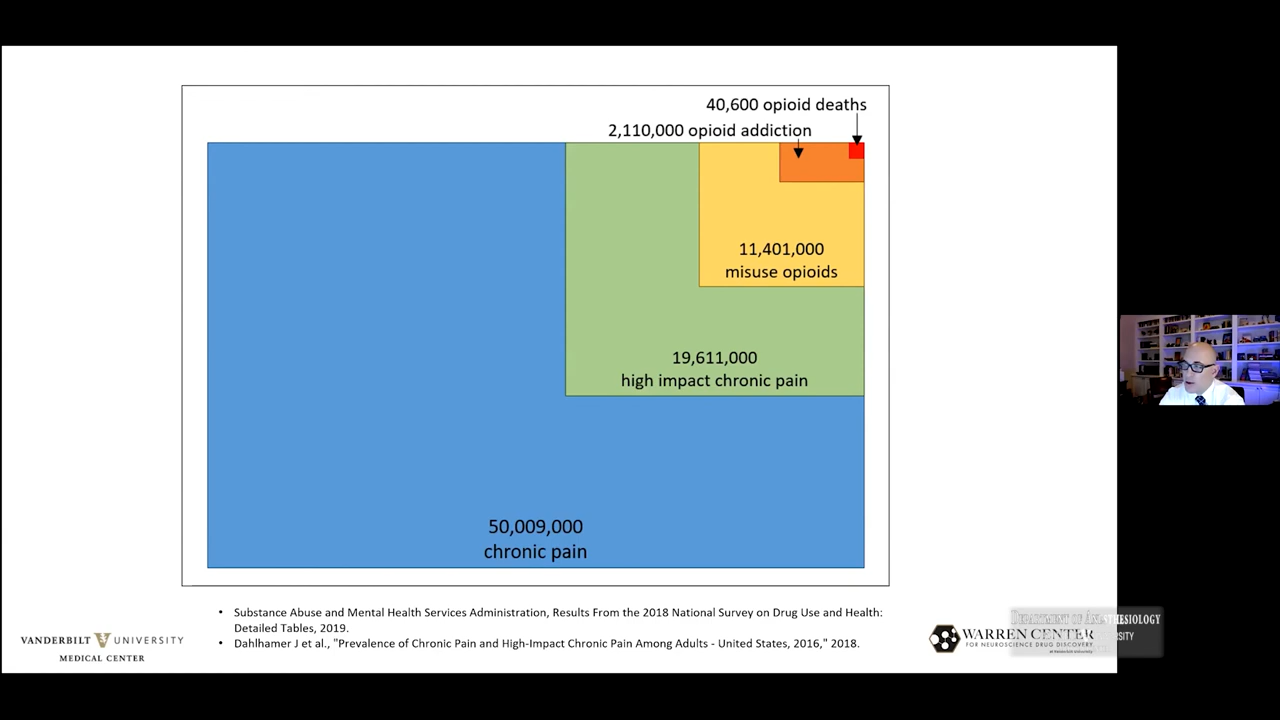 40,600 opioid deaths
2,110,000 opioid addiction
11,401,000
misuse opioids
19,611,000
high impact chronic pain
50,009,000
chronic pain
• Substance Abuse and Mental Health Services Administration, Results From the 2018 National Survey on Drug Use and Health:
Detailed Tables, 2019.
• Dahlhamer J et al., "Prevalence of Chronic Pain and High-Impact Chronic Pain Among Adults - United States, 2016," 2018.
VANDERBILT V UNIVERSITY
MEDICAL CENTER
DEPARTMENT OF ANESTHESIOLOGY
WARREN CENTER
FOR NEUROSCIENCE DRUG DISCOVERY